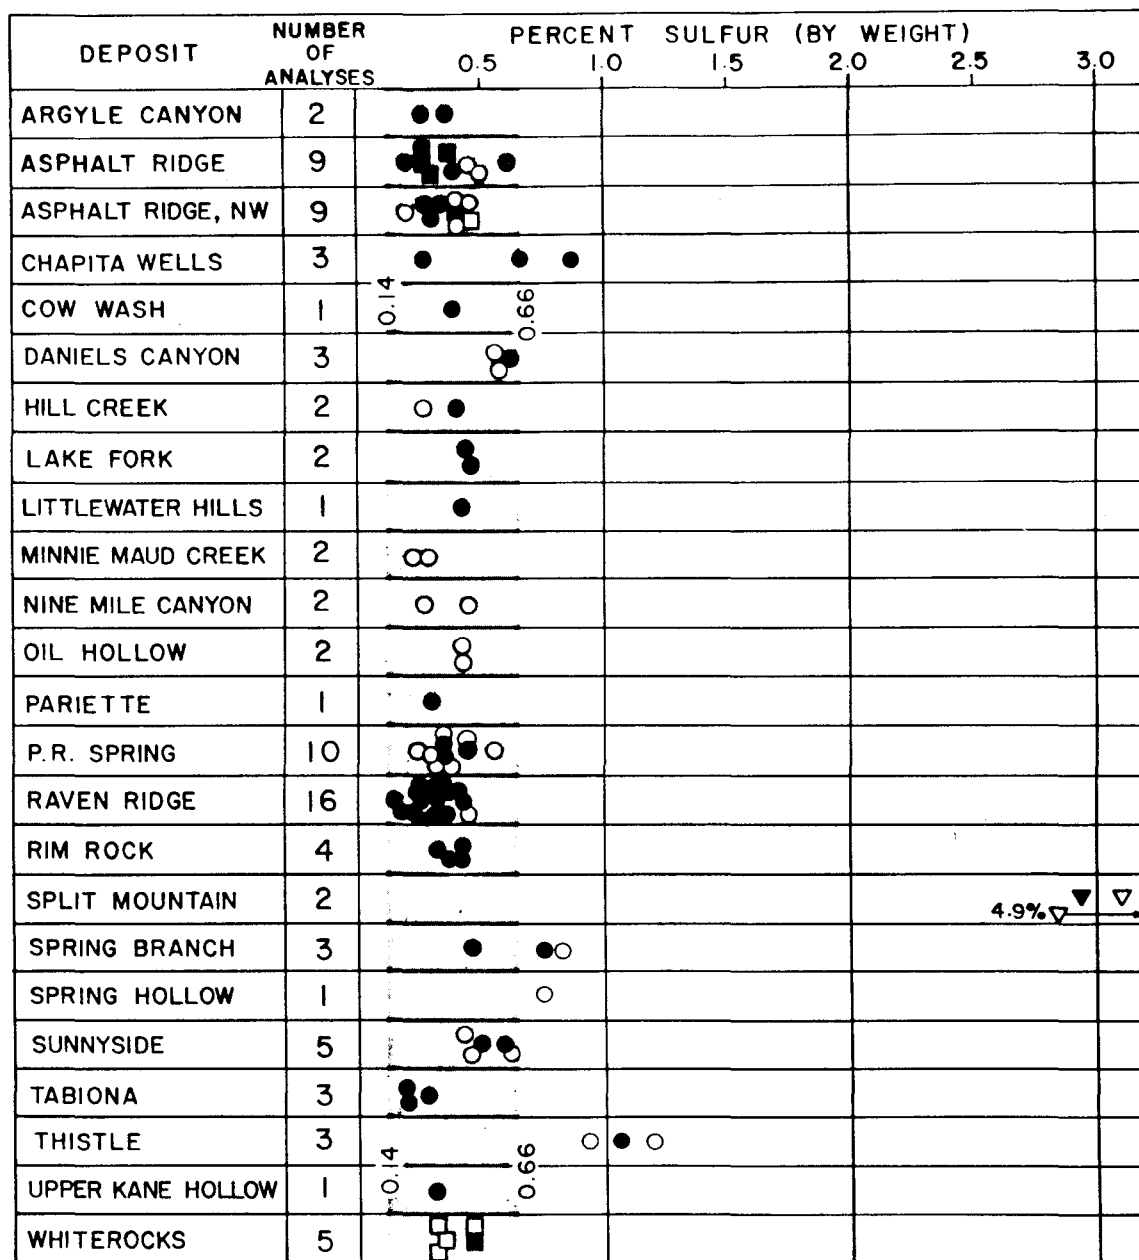 DEPOSIT NUMBER OF ANALYSES PERCENT SULFUR (BY WEIGHT)
0.5 1.0 1.5 2.0 2.5 3.0
ARGYLE CANYON 2
ASPHALT RIDGE 9
ASPHALT RIDGE, NW 9
CHAPITA WELLS 3
0.14 0.66
COW WASH 1
DANIELS CANYON 3
HILL CREEK 2
LAKE FORK 2
LITTLEWATER HILLS 1
MINNIE MAUD CREEK 2
NINE MILE CANYON 2
OIL HOLLOW 2
PARIETTE 1
P.R. SPRING 10
RAVEN RIDGE 16
RIM ROCK 4
SPLIT MOUNTAIN 2 4.9%
SPRING BRANCH 3
SPRING HOLLOW 1
SUNNYSIDE 5
TABIONA 3
THISTLE 3
0.14 0.66
UPPER KANE HOLLOW 1
WHITEROCKS 5